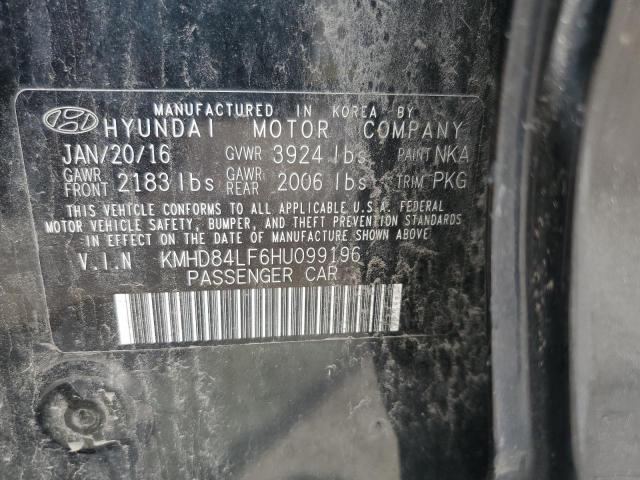 MANUFACTURED IN KOREA BY
HYUNDAI MOTOR COMPANY
JAN/20/16 GVWR 3924 lbs PAINT NKA
GAWR FRONT 2183 lbs GAWR REAR 2006 lbs TRIM PKG
THIS VEHICLE CONFORMS TO ALL APPLICABLE U.S.A. FEDERAL
MOTOR VEHICLE SAFETY, BUMPER, AND THEFT PREVENTION STANDARDS
IN EFFECT ON THE DATE OF MANUFACTURE SHOWN ABOVE.
V.I.N KMHD84LF6HU099196
PASSENGER CAR